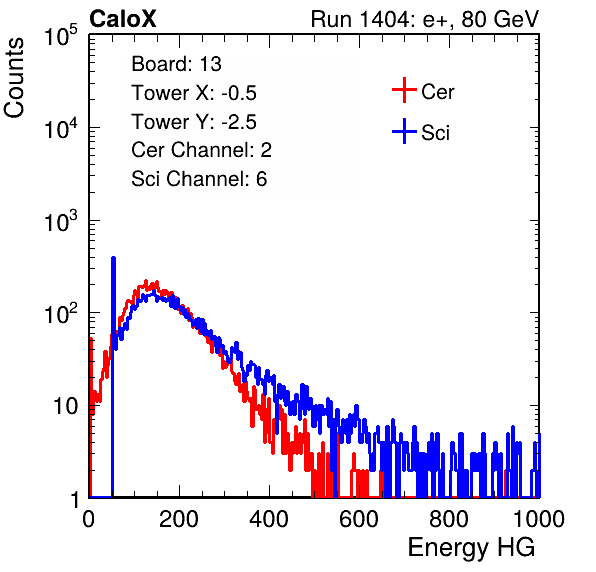 CaloX Run 1404: e+, 80 GeV
Counts
Board: 13
Tower X: -0.5
Tower Y: -2.5
Cer Channel: 2
Sci Channel: 6
Cer
Sci
10^5
10^4
10^3
10^2
10
1
0 200 400 600 800 1000
Energy HG